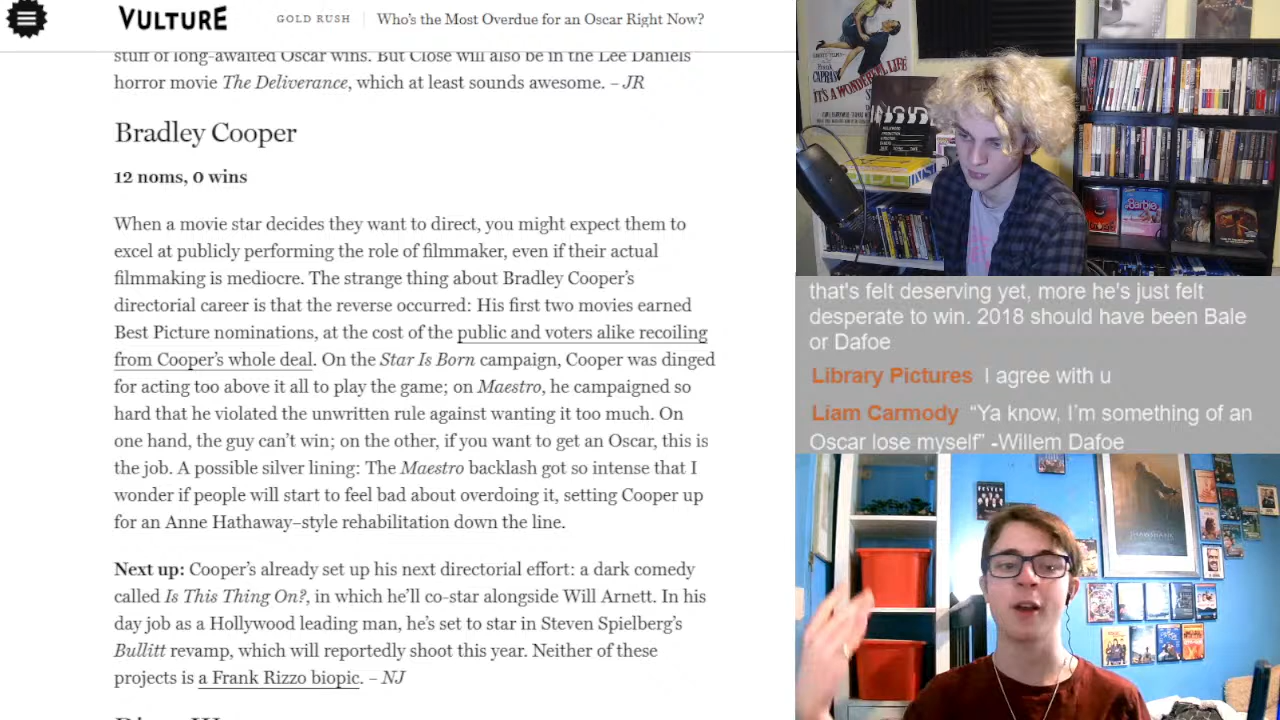 VULTURE
GOLD RUSH
Who's the Most Overdue for an Oscar Right Now?
stuff of long-awaited Oscar wins. But Close will also be in the Lee Daniels
horror movie The Deliverance, which at least sounds awesome. – JR
Bradley Cooper
12 noms, 0 wins
When a movie star decides they want to direct, you might expect them to
excel at publicly performing the role of filmmaker, even if their actual
filmmaking is mediocre. The strange thing about Bradley Cooper's
directorial career is that the reverse occurred: His first two movies earned
Best Picture nominations, at the cost of the public and voters alike recoiling
from Cooper's whole deal. On the Star Is Born campaign, Cooper was dinged
for acting too above it all to play the game; on Maestro, he campaigned so
hard that he violated the unwritten rule against wanting it too much. On
one hand, the guy can't win; on the other, if you want to get an Oscar, this is
the job. A possible silver lining: The Maestro backlash got so intense that I
wonder if people will start to feel bad about overdoing it, setting Cooper up
for an Anne Hathaway–style rehabilitation down the line.
Next up: Cooper's already set up his next directorial effort: a dark comedy
called Is This Thing On?, in which he'll co-star alongside Will Arnett. In his
day job as a Hollywood leading man, he's set to star in Steven Spielberg's
Bullitt revamp, which will reportedly shoot this year. Neither of these
projects is a Frank Rizzo biopic. – NJ
FRANK CAPRA'S
IT'S A WONDERFUL LIFE
INSIDE
Barbie
that's felt deserving yet, more he's just felt
desperate to win. 2018 should have been Bale
or Dafoe
Library Pictures I agree with u
Liam Carmody “Ya know, I'm something of an
Oscar lose myself” -Willem Dafoe
SHAWSHANK